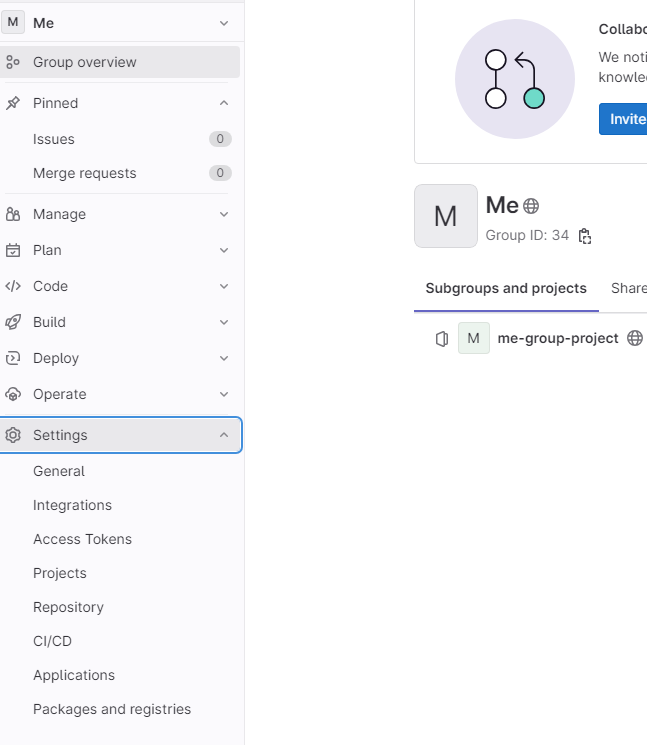 M Me
Group overview
Pinned
Issues 0
Merge requests 0
Manage
Plan
Code
Build
Deploy
Operate
Settings
General
Integrations
Access Tokens
Projects
Repository
CI/CD
Applications
Packages and registries
Collabo
We noti
knowle
Invite
M Me
Group ID: 34
Subgroups and projects Share
M me-group-project